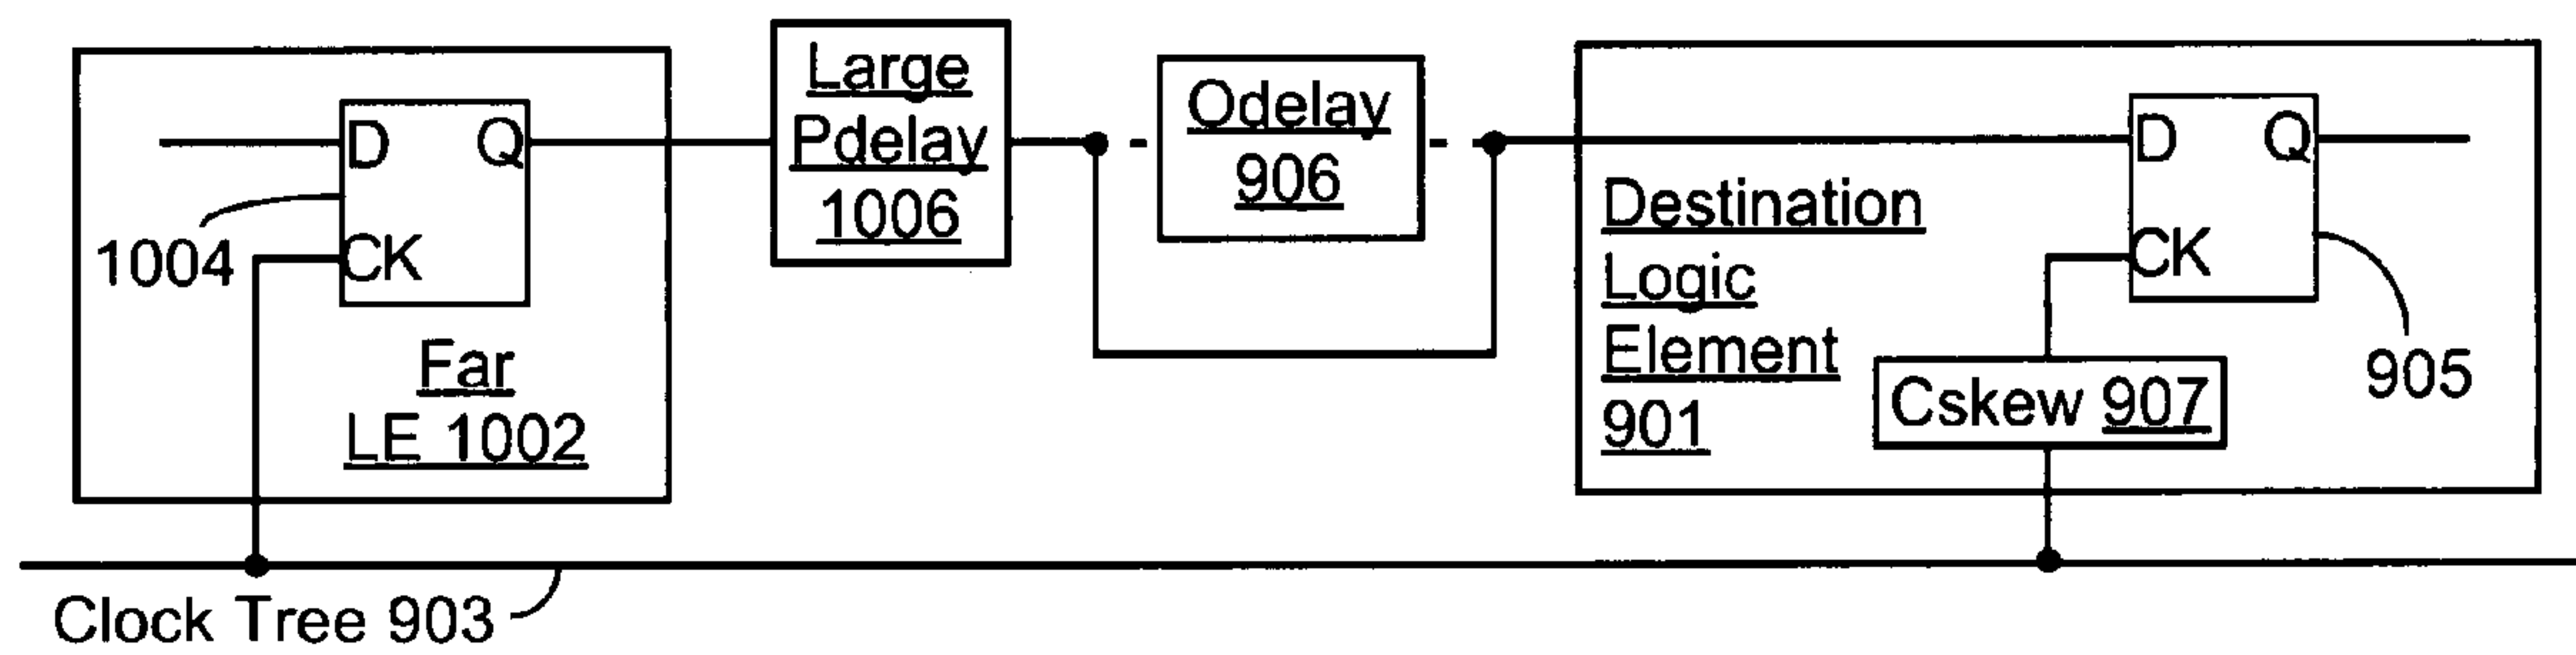 D Q
CK
1004
Far
LE 1002
Large
Pdelay
1006
Odelay
906
Destination
Logic
Element
901
D Q
CK
Cskew 907
905
Clock Tree 903